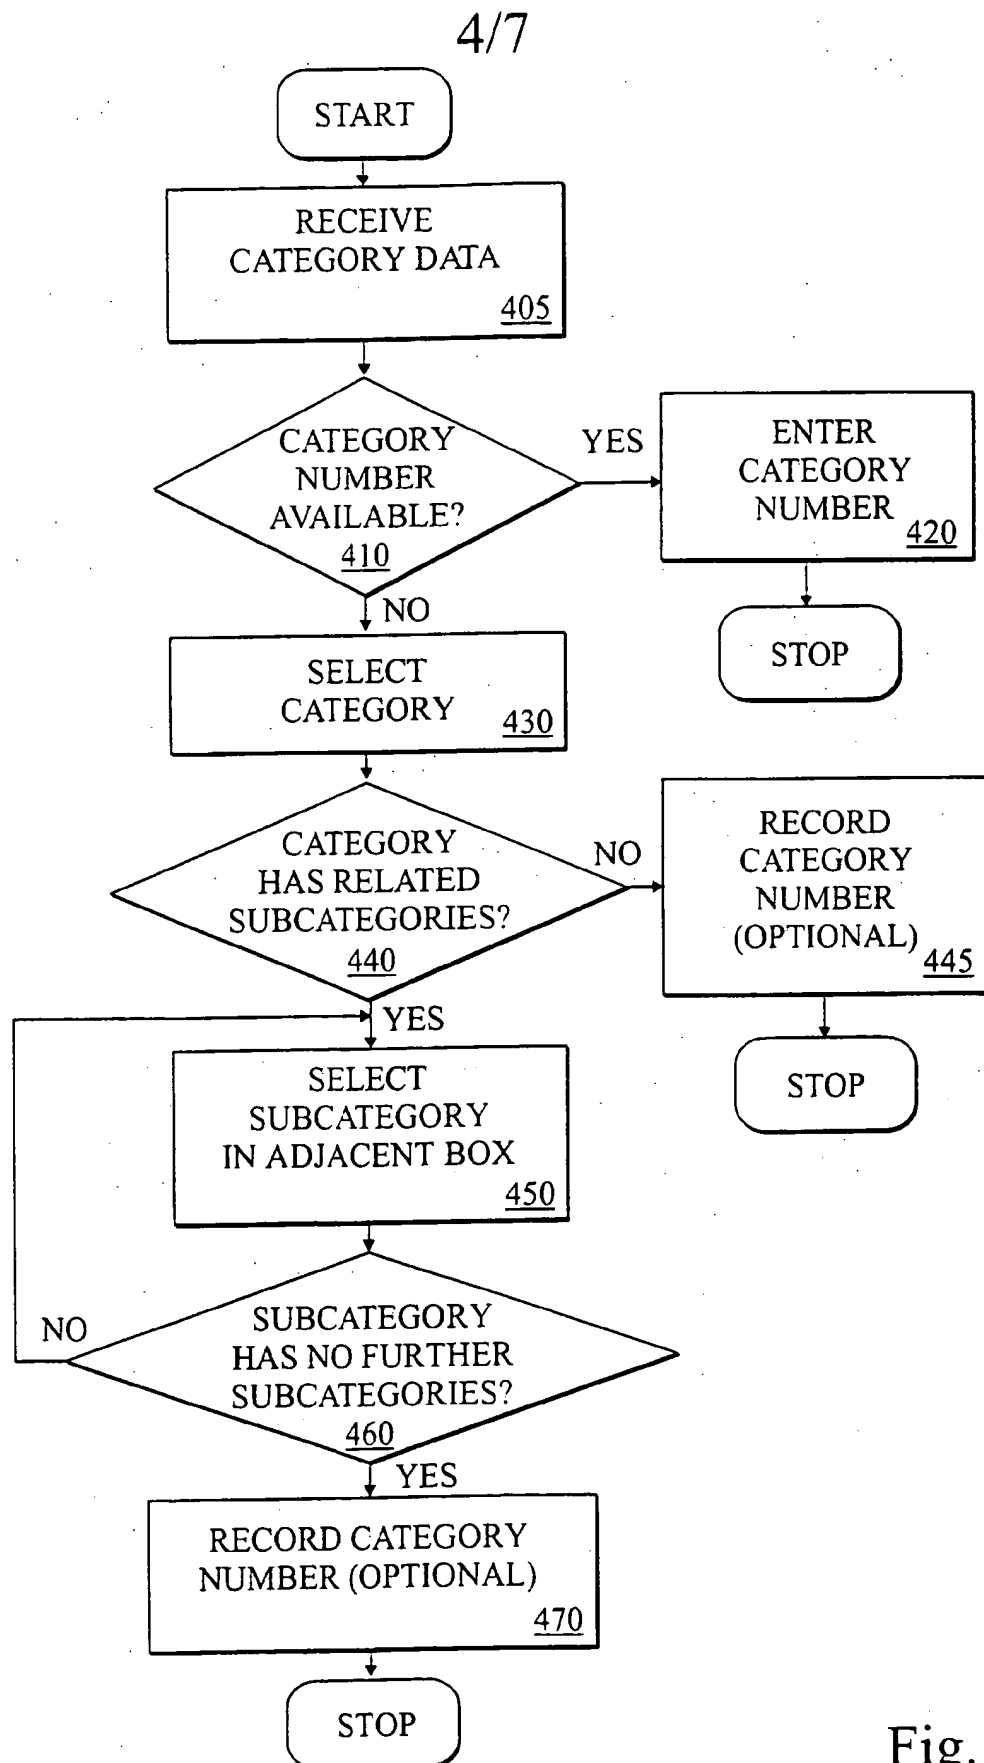 4/7
START
RECEIVE
CATEGORY DATA
405
CATEGORY
NUMBER
AVAILABLE?
410
YES
ENTER
CATEGORY
NUMBER
420
STOP
NO
SELECT
CATEGORY
430
CATEGORY
HAS RELATED
SUBCATEGORIES?
440
NO
RECORD
CATEGORY
NUMBER
(OPTIONAL)
445
STOP
YES
SELECT
SUBCATEGORY
IN ADJACENT BOX
450
SUBCATEGORY
HAS NO FURTHER
SUBCATEGORIES?
460
NO
YES
RECORD CATEGORY
NUMBER (OPTIONAL)
470
STOP
Fig.